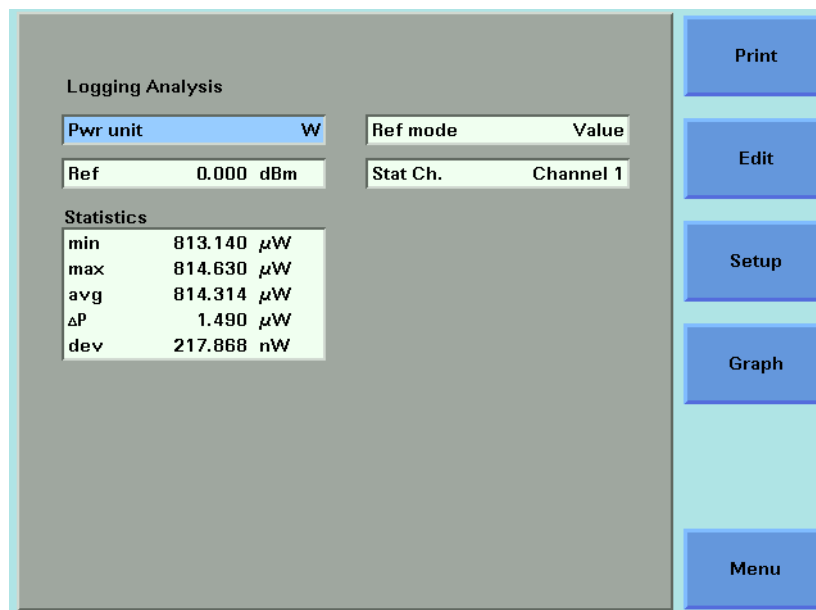 Logging Analysis
Pwr unit W
Ref mode Value
Ref 0.000 dBm
Stat Ch. Channel 1
Statistics
min 813.140 μW
max 814.630 μW
avg 814.314 μW
ΔP 1.490 μW
dev 217.868 nW
Print
Edit
Setup
Graph
Menu